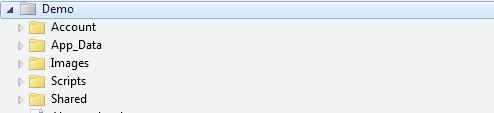 Demo
Account
App_Data
Images
Scripts
Shared